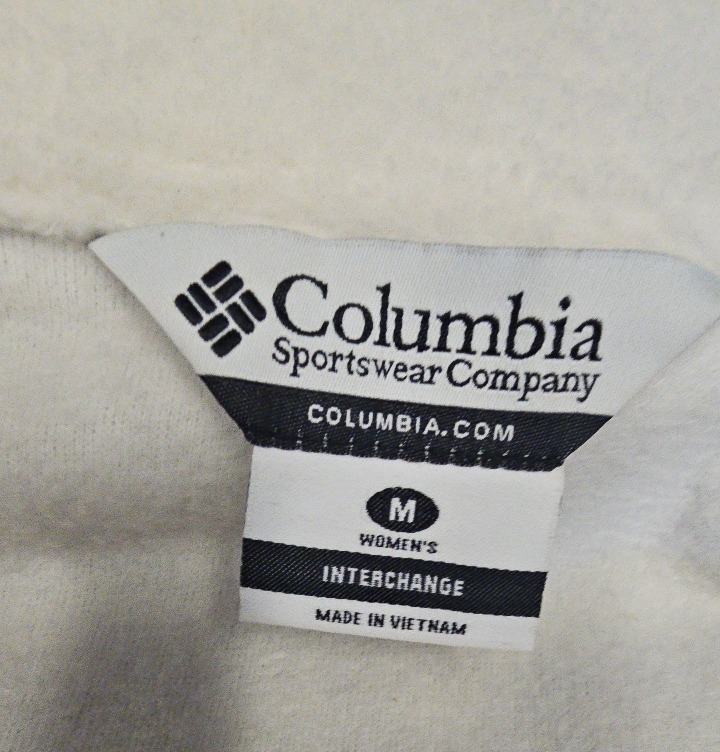 Columbia
Sportswear Company
COLUMBIA.COM
M
WOMEN'S
INTERCHANGE
MADE IN VIETNAM